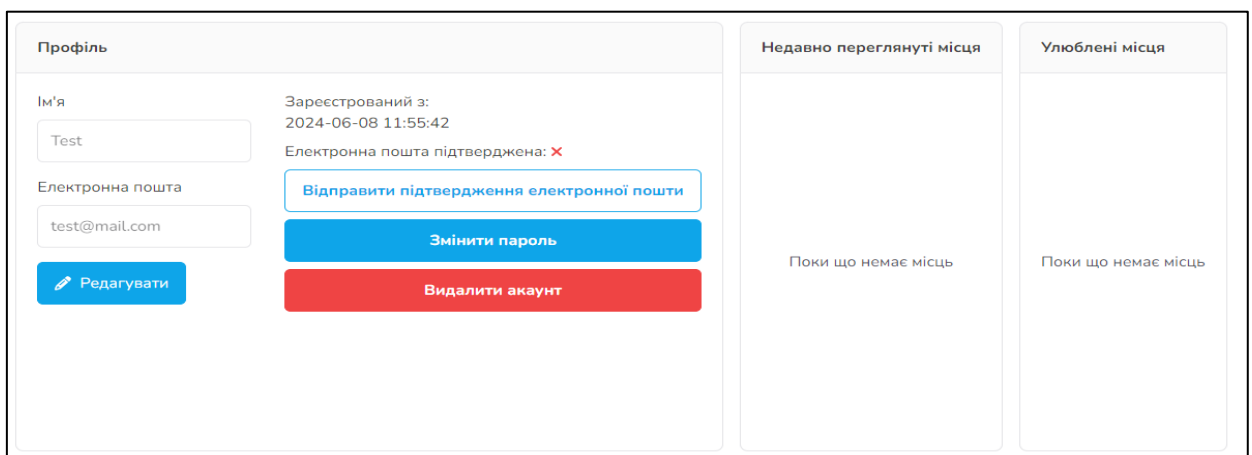 Профіль
Ім'я
Test
Електронна пошта
test@mail.com
Редагувати
Зареєстрований з:
2024-06-08 11:55:42
Електронна пошта підтверджена:
Відправити підтвердження електронної пошти
Змінити пароль
Видалити акаунт
Недавно переглянуті місця
Поки що немає місць
Улюблені місця
Поки що немає місць